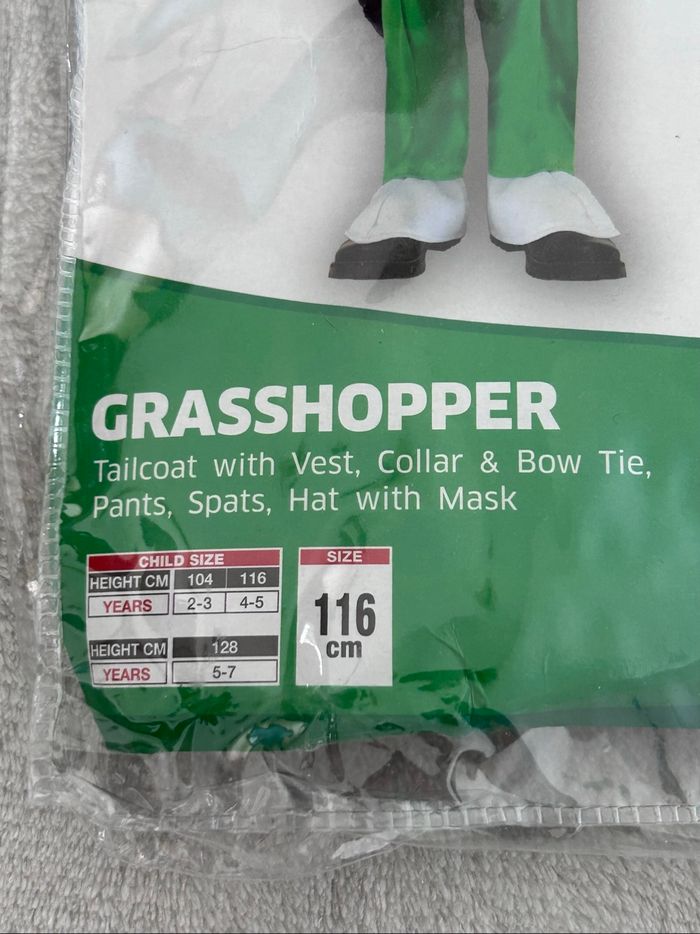 GRASSHOPPER
Tailcoat with Vest, Collar & Bow Tie,
Pants, Spats, Hat with Mask
CHILD SIZE
HEIGHT CM 104 116
YEARS 2-3 4-5
HEIGHT CM 128
YEARS 5-7
SIZE
116
cm